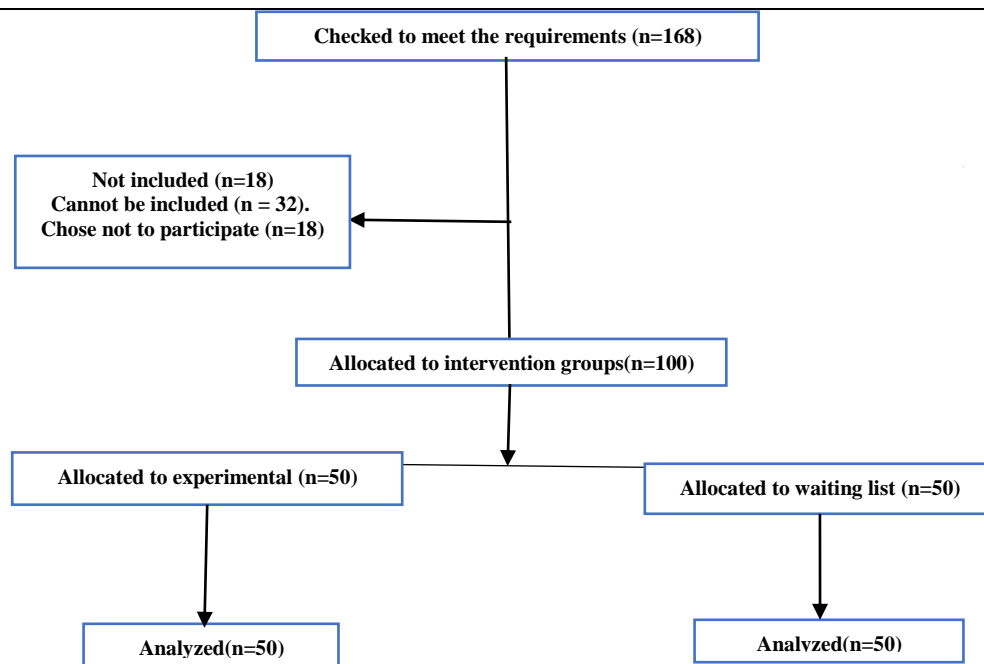 Checked to meet the requirements (n=168)
Not included (n=18)
Cannot be included (n = 32).
Chose not to participate (n=18)
Allocated to intervention groups(n=100)
Allocated to experimental (n=50)
Allocated to waiting list (n=50)
Analyzed(n=50)
Analyzed(n=50)